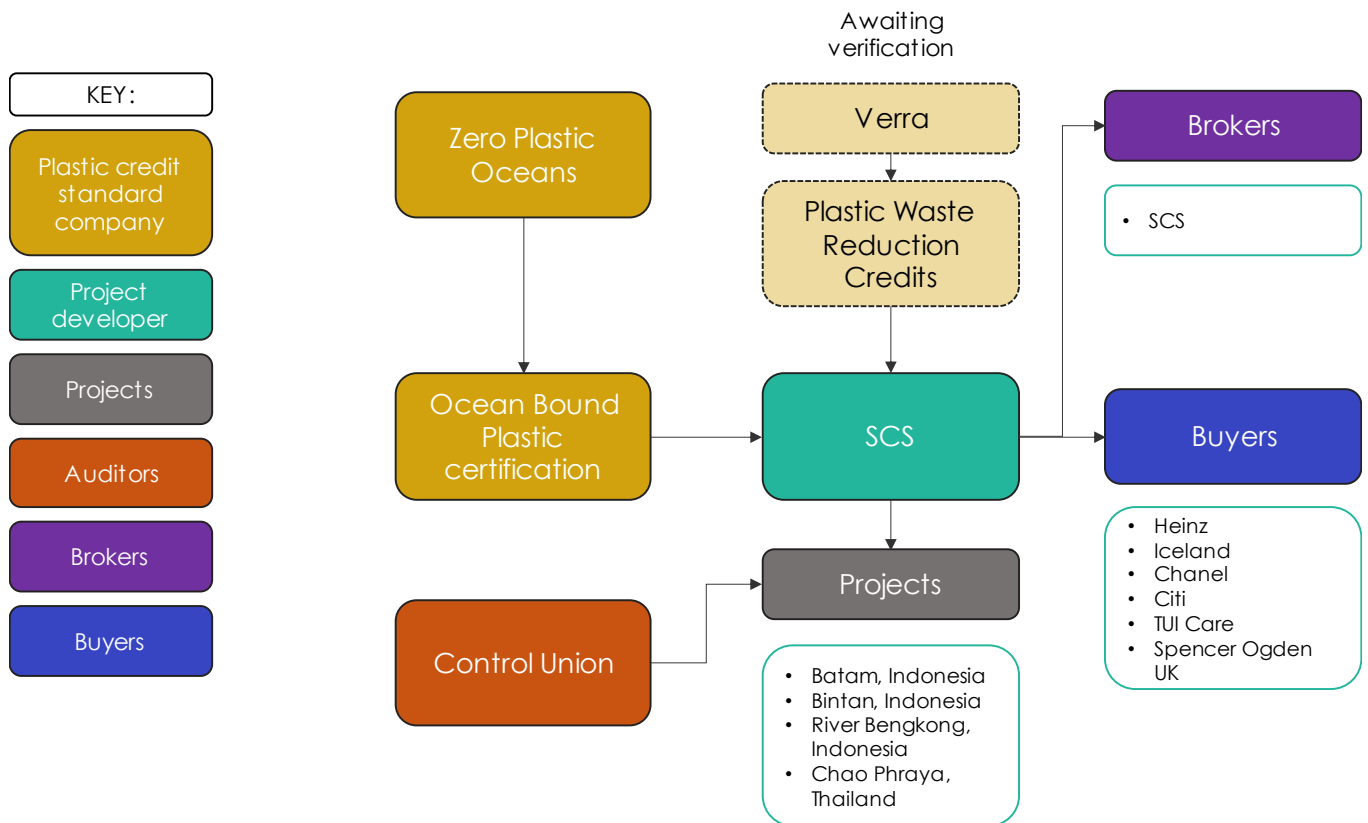 KEY:
Plastic credit
standard
company
Project
developer
Projects
Auditors
Brokers
Buyers
Zero Plastic
Oceans
Ocean Bound
Plastic
certification
Control Union
Awaiting
verification
Verra
Plastic Waste
Reduction
Credits
SCS
Projects
• Batam, Indonesia
• Bintan, Indonesia
• River Bengkong,
Indonesia
• Chao Phraya,
Thailand
Brokers
• SCS
Buyers
• Heinz
• Iceland
• Chanel
• Citi
• TUI Care
• Spencer Ogden
UK